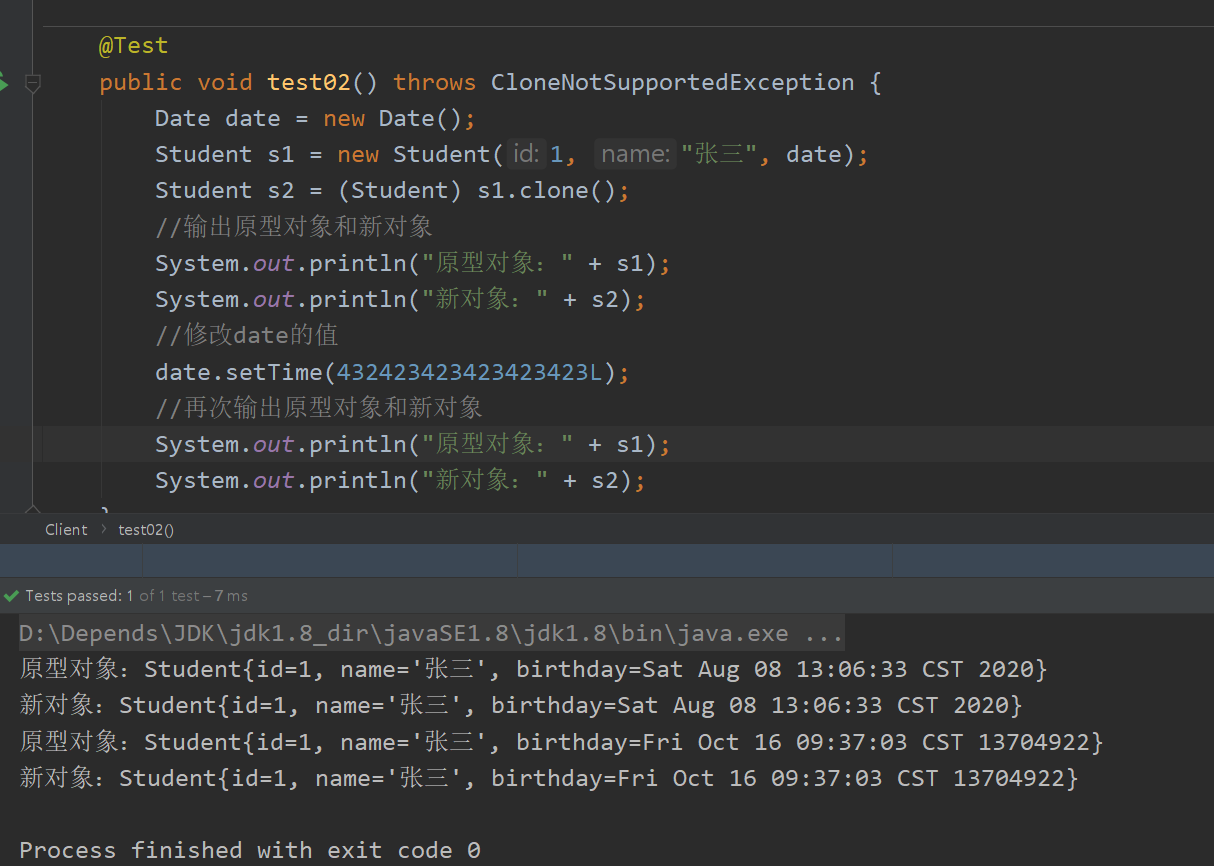 @Test
public void test02() throws CloneNotSupportedException {
Date date = new Date();
Student s1 = new Student( id: 1, name: "张三", date);
Student s2 = (Student) s1.clone();
//输出原型对象和新对象
System.out.println("原型对象：" + s1);
System.out.println("新对象：" + s2);
//修改date的值
date.setTime(432423423423423423L);
//再次输出原型对象和新对象
System.out.println("原型对象：" + s1);
System.out.println("新对象：" + s2);
}
Client › test02()
Tests passed: 1 of 1 test – 7 ms
D:\Depends\JDK\jdk1.8_dir\javaSE1.8\jdk1.8\bin\java.exe ...
原型对象：Student{id=1, name='张三', birthday=Sat Aug 08 13:06:33 CST 2020}
新对象：Student{id=1, name='张三', birthday=Sat Aug 08 13:06:33 CST 2020}
原型对象：Student{id=1, name='张三', birthday=Fri Oct 16 09:37:03 CST 13704922}
新对象：Student{id=1, name='张三', birthday=Fri Oct 16 09:37:03 CST 13704922}
Process finished with exit code 0